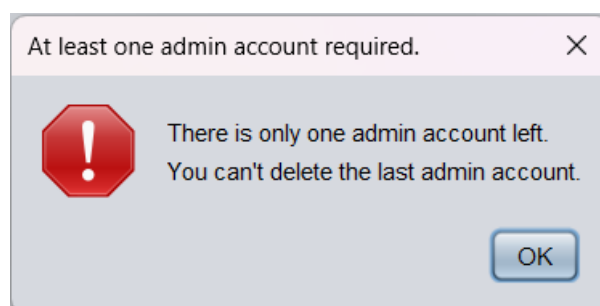 At least one admin account required.
There is only one admin account left.
You can't delete the last admin account.
OK